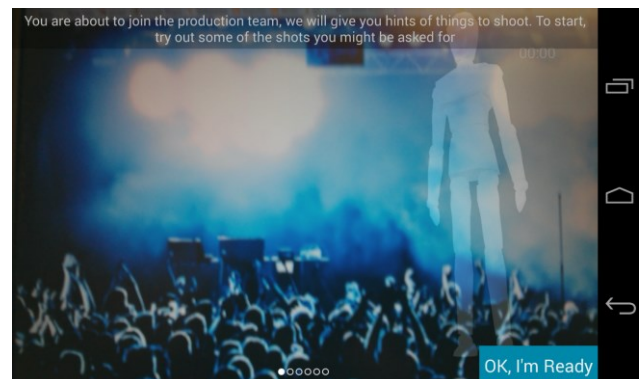 You are about to join the production team, we will give you hints of things to shoot. To start,
try out some of the shots you might be asked for
00:00
OK, I'm Ready